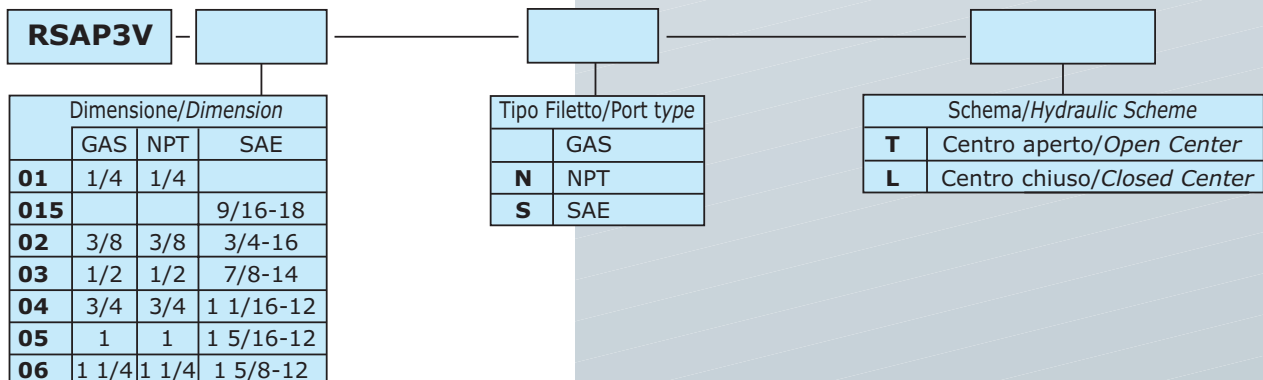 RSAP3V –
Dimensione/Dimension
GAS NPT SAE
01 1/4 1/4
015 9/16-18
02 3/8 3/8 3/4-16
03 1/2 1/2 7/8-14
04 3/4 3/4 1 1/16-12
05 1 1 1 5/16-12
06 1 1/4 1 1/4 1 5/8-12
Tipo Filetto/Port type
GAS
N NPT
S SAE
Schema/Hydraulic Scheme
T Centro aperto/Open Center
L Centro chiuso/Closed Center